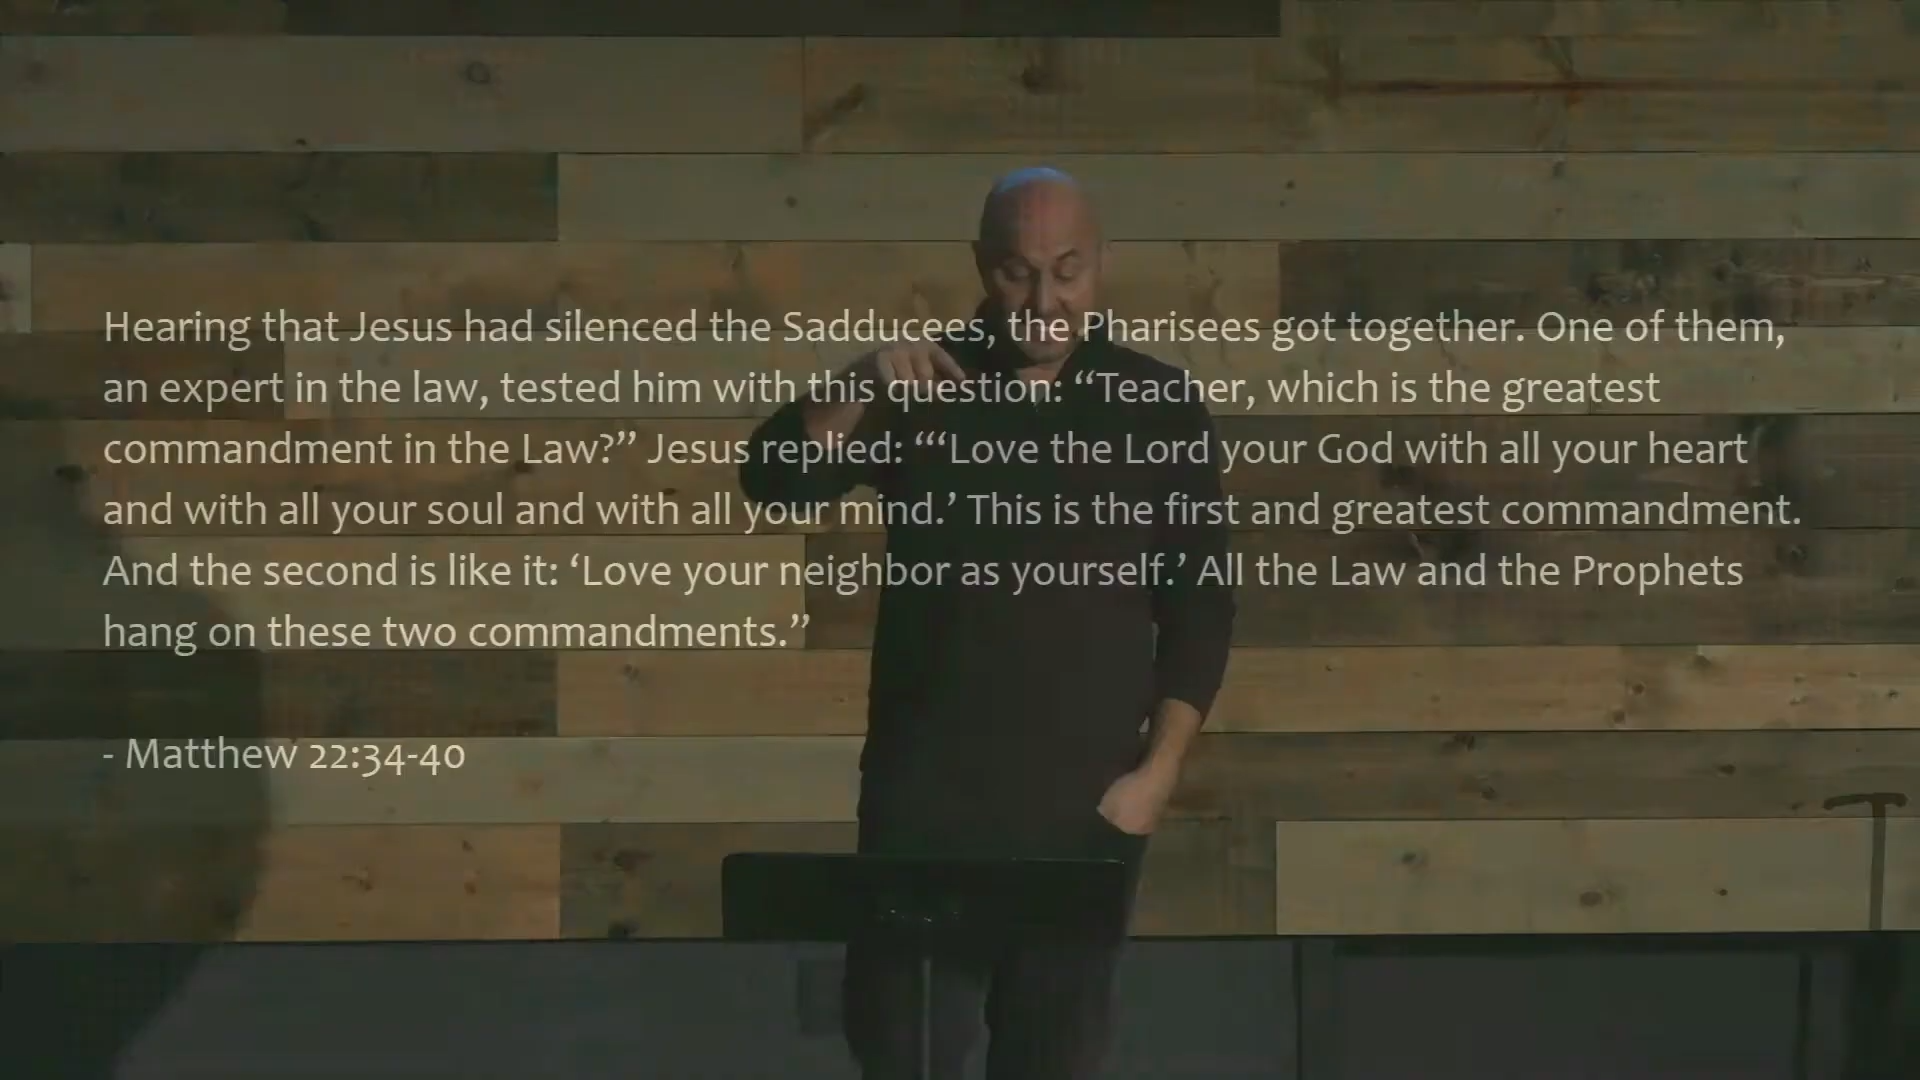 Hearing that Jesus had silenced the Sadducees, the Pharisees got together. One of them,
an expert in the law, tested him with this question: “Teacher, which is the greatest
commandment in the Law?” Jesus replied: “‘Love the Lord your God with all your heart
and with all your soul and with all your mind.’ This is the first and greatest commandment.
And the second is like it: ‘Love your neighbor as yourself.’ All the Law and the Prophets
hang on these two commandments.”
- Matthew 22:34-40